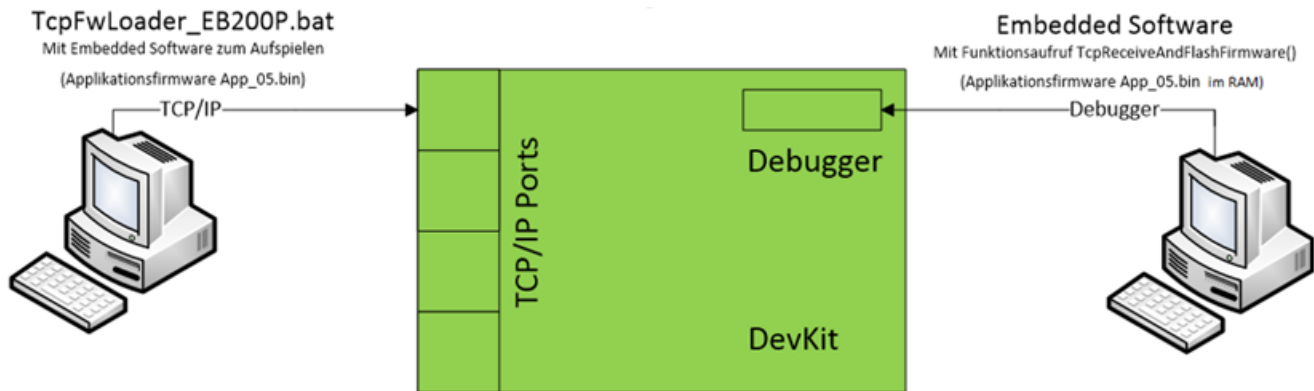 TcpFwLoader_EB200P.bat
Mit Embedded Software zum Aufspielen
(Applikationsfirmware App_05.bin)
TCP/IP
TCP/IP Ports
Debugger
DevKit
Embedded Software
Mit Funktionsaufruf TcpReceiveAndFlashFirmware()
(Applikationsfirmware App_05.bin im RAM)
Debugger